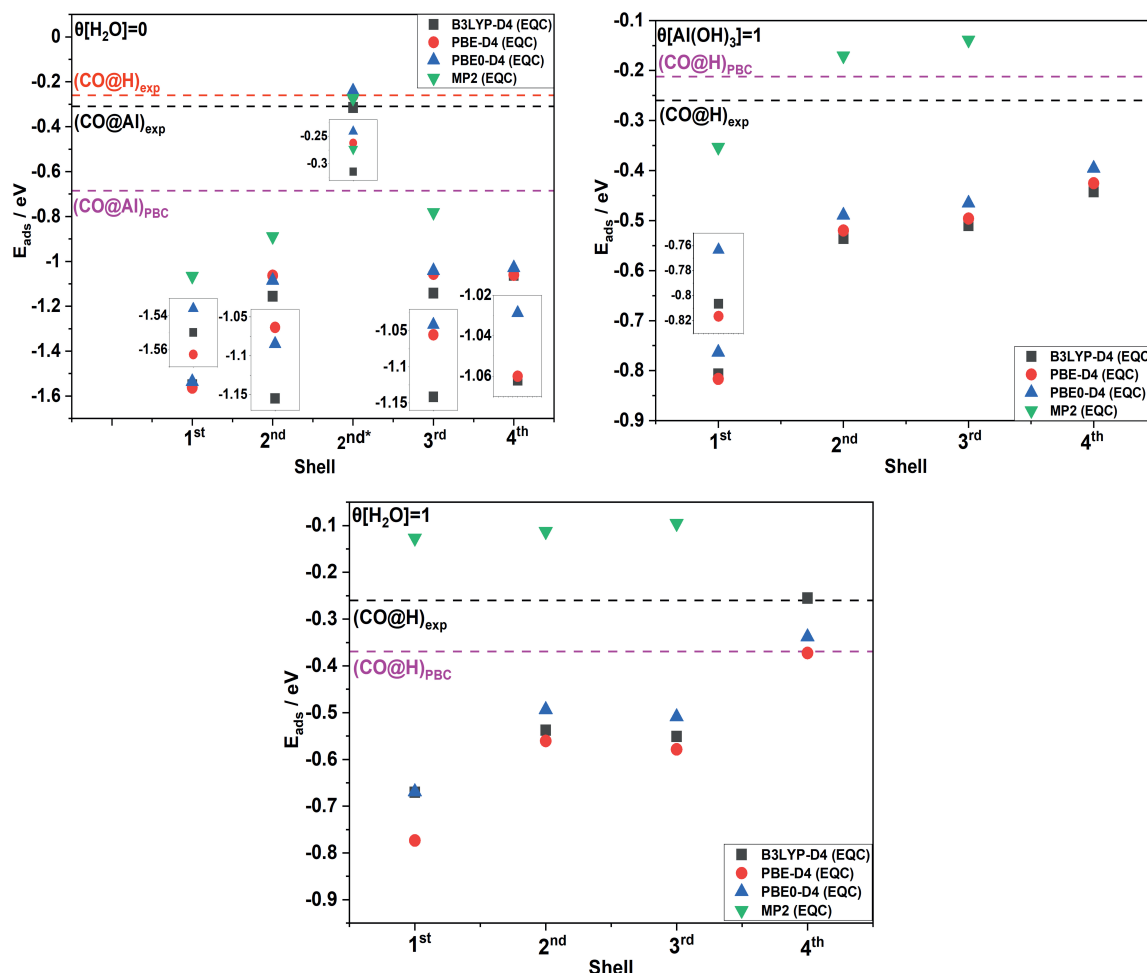 θ[H₂O]=0
B3LYP-D4 (EQC)
PBE-D4 (EQC)
PBE0-D4 (EQC)
MP2 (EQC)
(CO@H)exp
(CO@Al)exp
(CO@Al)PBC
0
-0.2
-0.4
-0.6
-0.8
-1
-1.2
-1.4
-1.6
Eads / eV
-0.25
-0.3
-1.54
-1.56
-1.05
-1.1
-1.15
-1.05
-1.1
-1.15
-1.02
-1.04
-1.06
1st 2nd 2nd* 3rd 4th
Shell
θ[Al(OH)₃]=1
(CO@H)PBC
(CO@H)exp
-0.1
-0.2
-0.3
-0.4
-0.5
-0.6
-0.7
-0.8
-0.9
Eads / eV
-0.76
-0.78
-0.8
-0.82
B3LYP-D4 (EQC)
PBE-D4 (EQC)
PBE0-D4 (EQC)
MP2 (EQC)
1st 2nd 3rd 4th
Shell
θ[H₂O]=1
(CO@H)exp
(CO@H)PBC
-0.1
-0.2
-0.3
-0.4
-0.5
-0.6
-0.7
-0.8
-0.9
Eads / eV
B3LYP-D4 (EQC)
PBE-D4 (EQC)
PBE0-D4 (EQC)
MP2 (EQC)
1st 2nd 3rd 4th
Shell